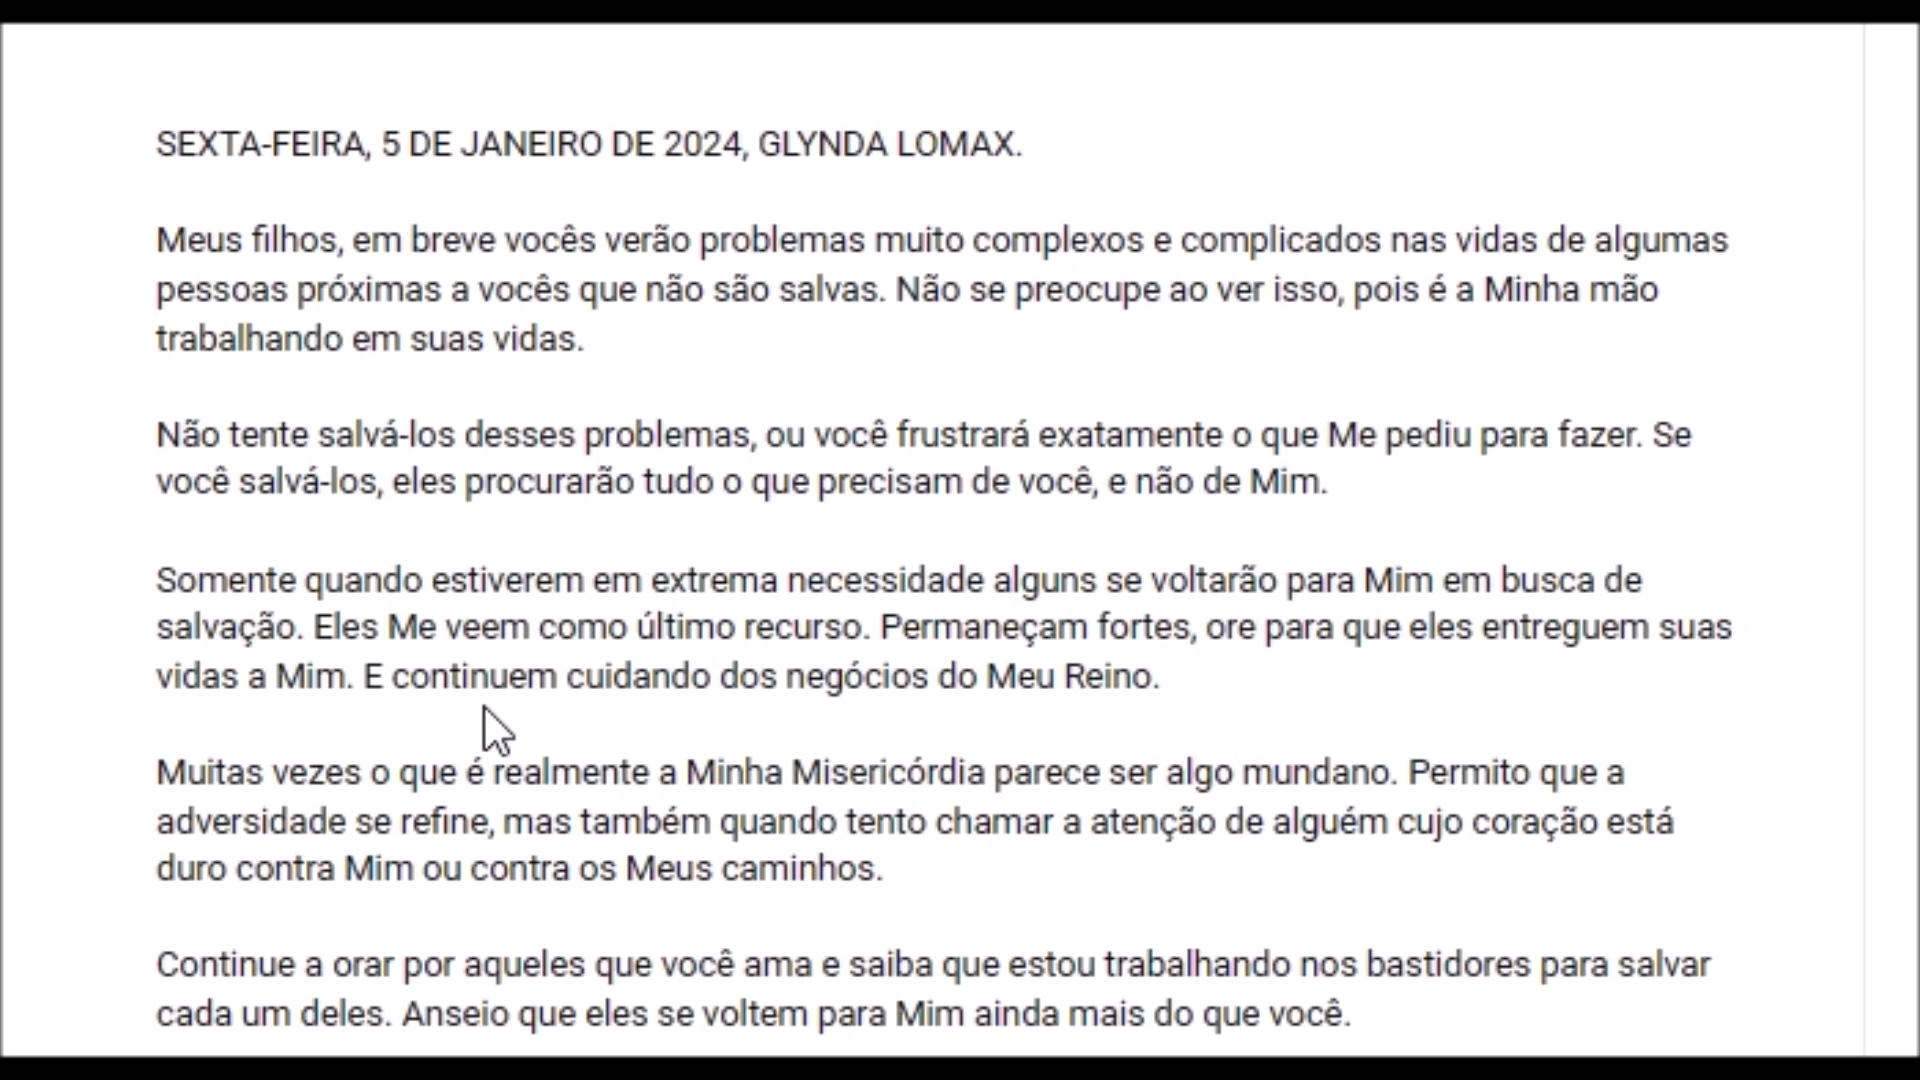 SEXTA-FEIRA, 5 DE JANEIRO DE 2024, GLYNDA LOMAX.
Meus filhos, em breve vocês verão problemas muito complexos e complicados nas vidas de algumas
pessoas próximas a vocês que não são salvas. Não se preocupe ao ver isso, pois é a Minha mão
trabalhando em suas vidas.
Não tente salvá-los desses problemas, ou você frustrará exatamente o que Me pediu para fazer. Se
você salvá-los, eles procurarão tudo o que precisam de você, e não de Mim.
Somente quando estiverem em extrema necessidade alguns se voltarão para Mim em busca de
salvação. Eles Me veem como último recurso. Permaneçam fortes, ore para que eles entreguem suas
vidas a Mim. E continuem cuidando dos negócios do Meu Reino.
Muitas vezes o que é realmente a Minha Misericórdia parece ser algo mundano. Permito que a
adversidade se refine, mas também quando tento chamar a atenção de alguém cujo coração está
duro contra Mim ou contra os Meus caminhos.
Continue a orar por aqueles que você ama e saiba que estou trabalhando nos bastidores para salvar
cada um deles. Anseio que eles se voltem para Mim ainda mais do que você.